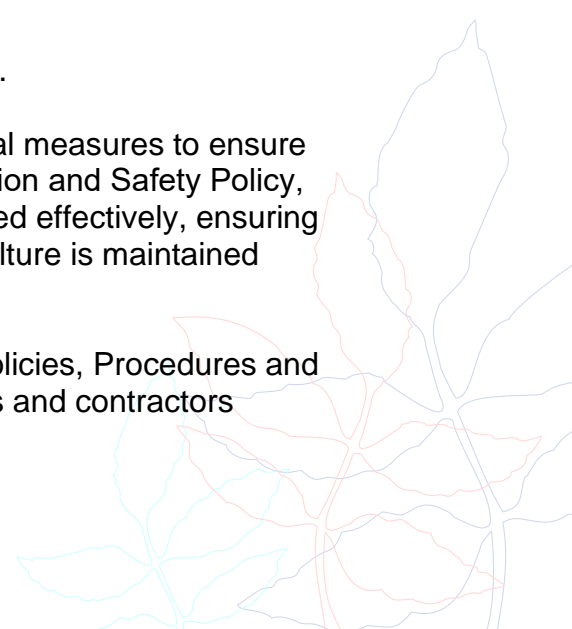 .
al measures to ensure
ion and Safety Policy,
ed effectively, ensuring
lture is maintained
olicies, Procedures and
s and contractors